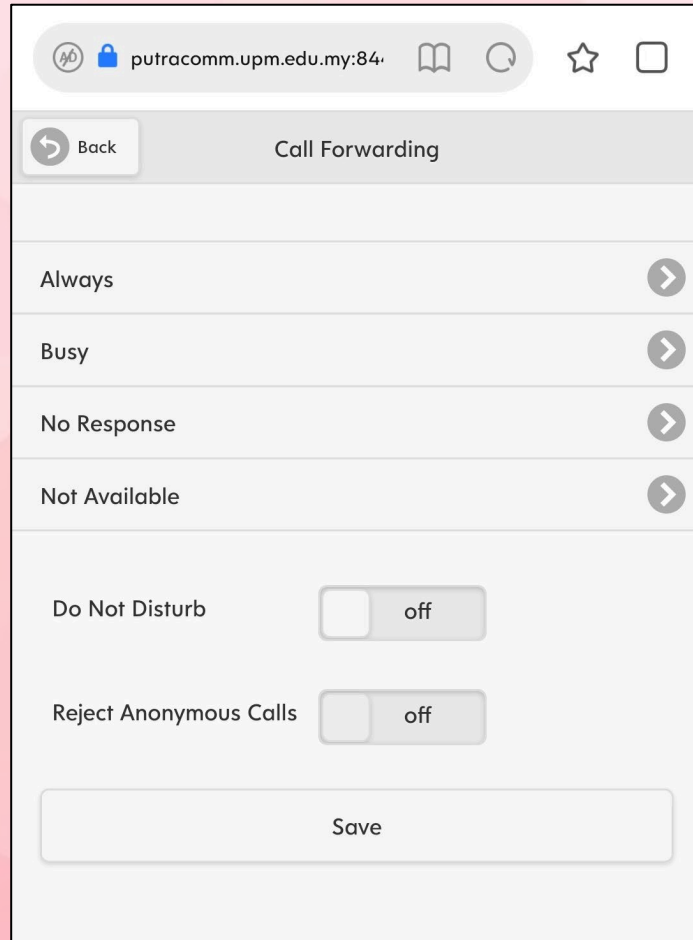 putracomm.upm.edu.my:84
Back
Call Forwarding
Always
Busy
No Response
Not Available
Do Not Disturb
off
Reject Anonymous Calls
off
Save